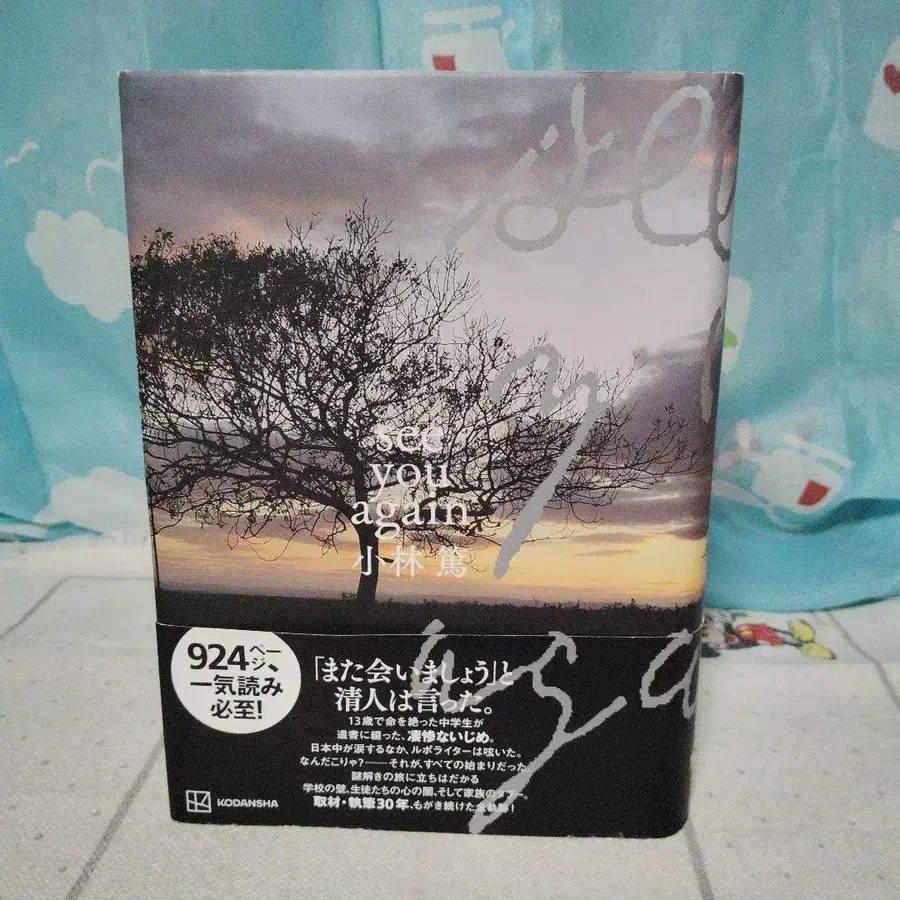 see
you
again
小林 篤
924ページ、
一気読み
必至!
「また会いましょう」と
清人は言った。
13歳で命を絶った中学生が
遺書に綴った、凄惨ないじめ。
日本中が涙するなか、ルポライターは呟いた。
なんだこりゃ?――それが、すべての始まりだった
謎解きの旅に立ちはだかる
学校の壁、生徒たちの心の闇、そして家族のタブー。
取材・執筆30年、もがき続けた全軌跡!
KODANSHA